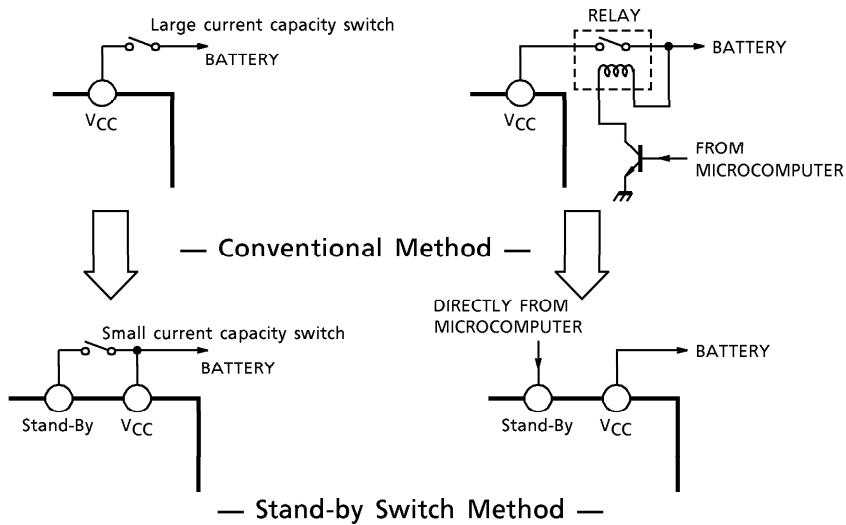 Large current capacity switch
BATTERY
VCC
RELAY
BATTERY
VCC
FROM
MICROCOMPUTER
— Conventional Method —
Small current capacity switch
BATTERY
Stand-By
VCC
DIRECTLY FROM
MICROCOMPUTER
BATTERY
Stand-By
VCC
— Stand-by Switch Method —